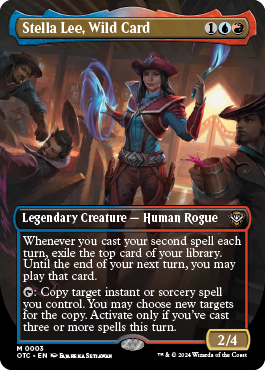 Stella Lee, Wild Card 1
Legendary Creature — Human Rogue
Whenever you cast your second spell each
turn, exile the top card of your library.
Until the end of your next turn, you may
play that card.
: Copy target instant or sorcery spell
you control. You may choose new targets
for the copy. Activate only if you've cast
three or more spells this turn.
2/4
M 0003
OTC • EN
™ & © 2024 Wizards of the Coast